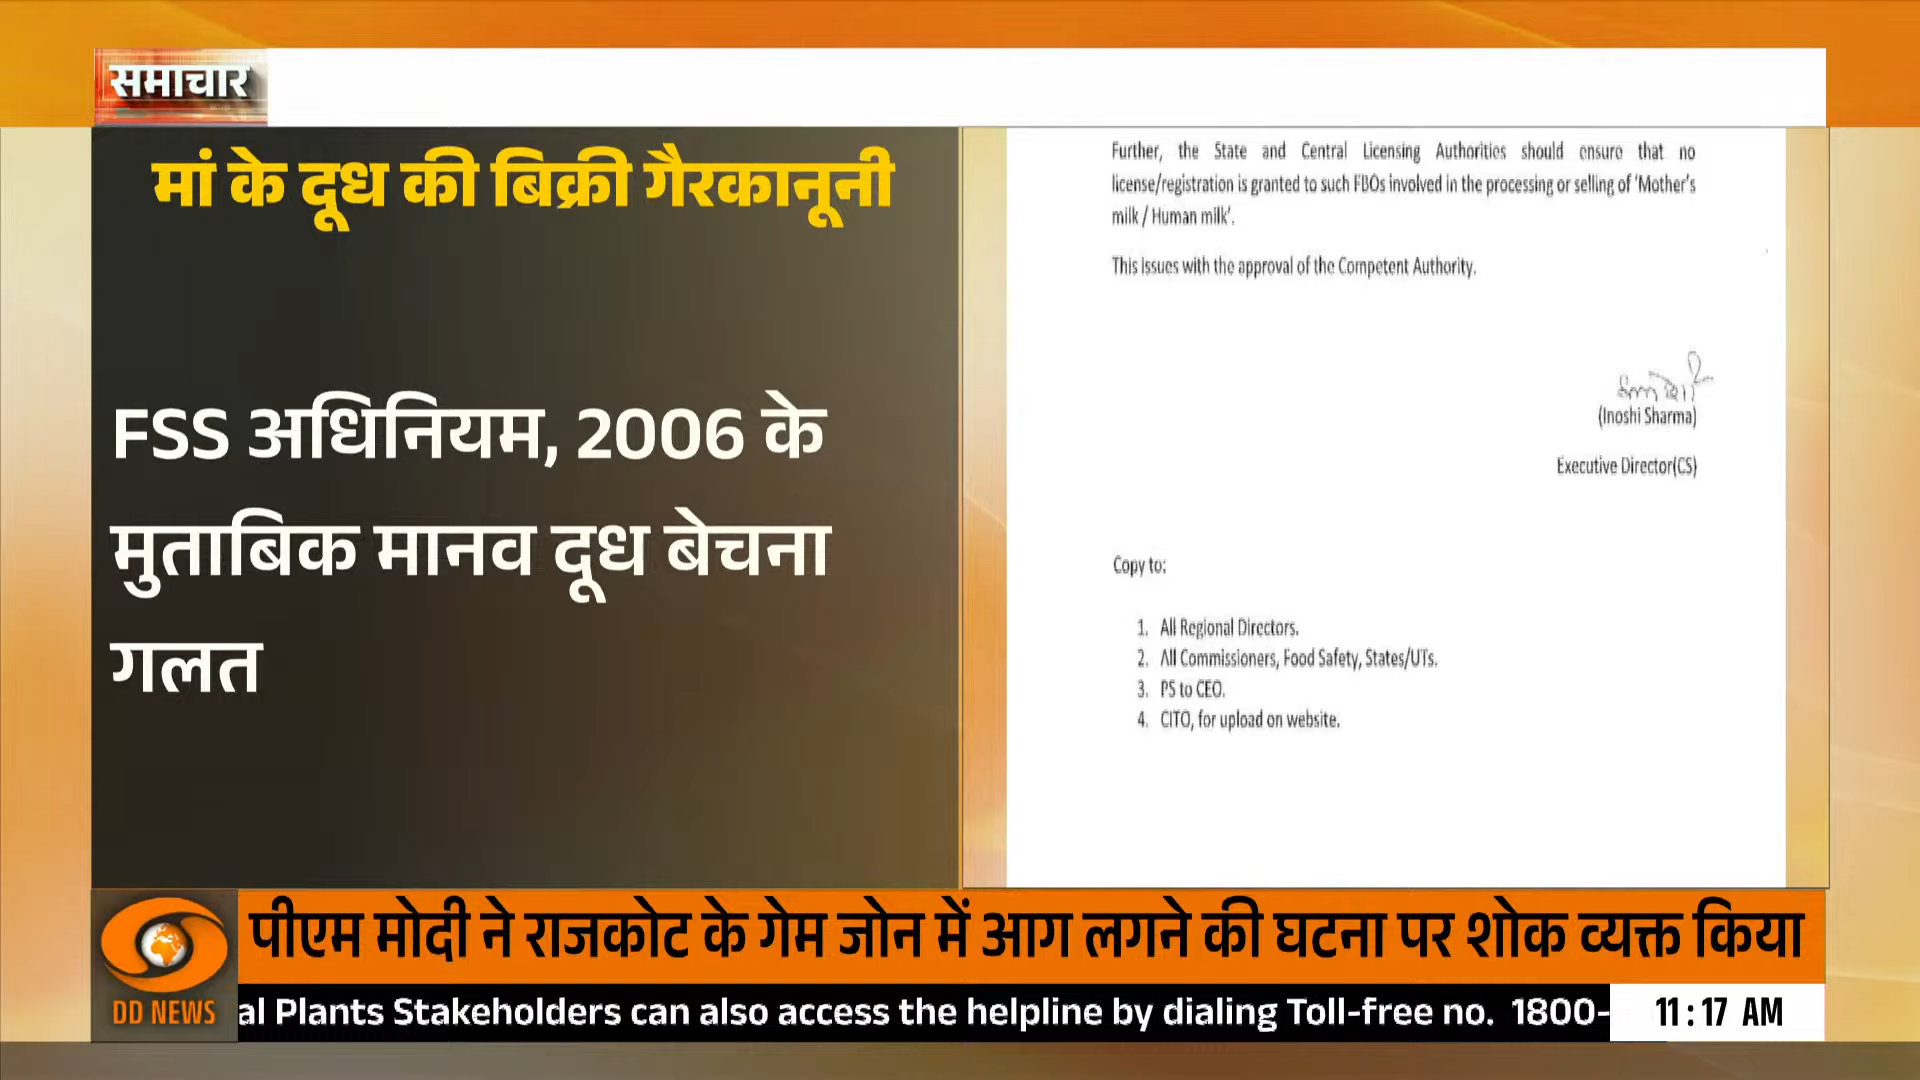 समाचार
मां के दूध की बिक्री गैरकानूनी
FSS अधिनियम, 2006 के
मुताबिक मानव दूध बेचना
गलत
Further, the State and Central Licensing Authorities should ensure that no
license/registration is granted to such FBOs involved in the processing or selling of 'Mother's
milk / Human milk'.
This issues with the approval of the Competent Authority.
(Inoshi Sharma)
Executive Director(CS)
Copy to:
1. All Regional Directors.
2. All Commissioners, Food Safety, States/UTs.
3. PS to CEO.
4. CITO, for upload on website.
पीएम मोदी ने राजकोट के गेम जोन में आग लगने की घटना पर शोक व्यक्त किया
DD NEWS
al Plants Stakeholders can also access the helpline by dialing Toll-free no. 1800-
11:17 AM